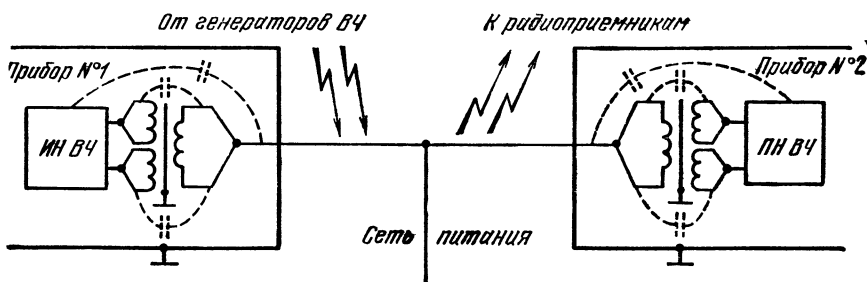 От генераторов ВЧ
К радиоприемникам
Прибор №1
Прибор №2
ИН ВЧ
ПН ВЧ
Сеть питания